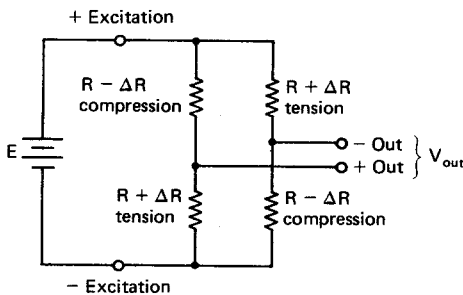 + Excitation
R − ΔR
compression
R + ΔR
tension
E
− Out
+ Out
V out
R + ΔR
tension
R − ΔR
compression
− Excitation